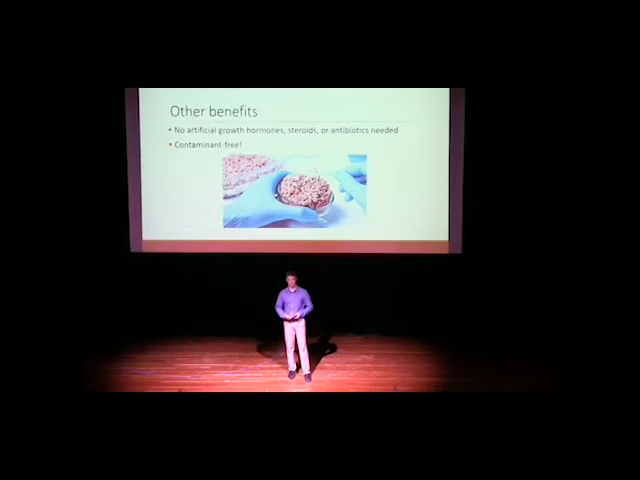 Other benefits
▪ No artificial growth hormones, steroids, or antibiotics needed
▪ Contaminant free!